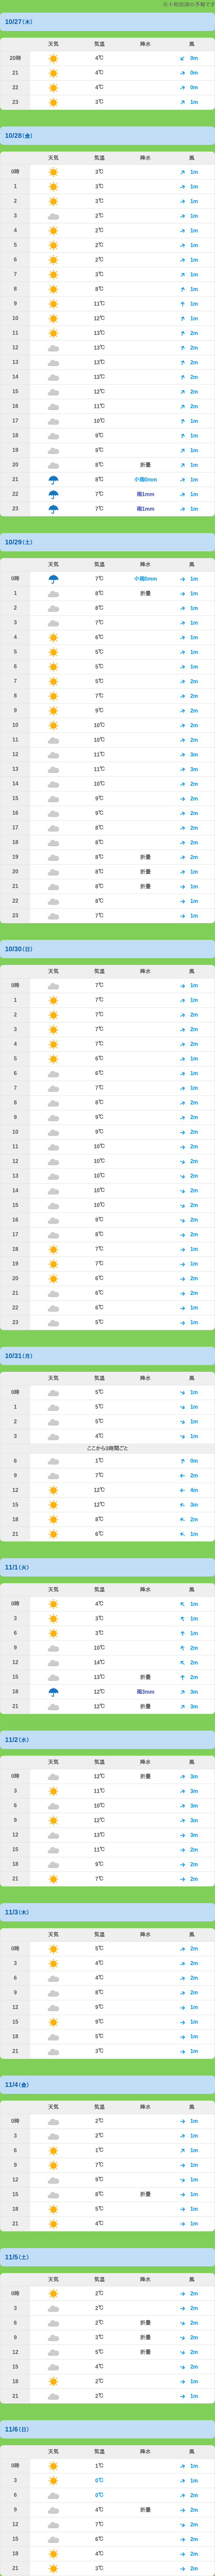 ※十和田湖の予報です
10/27(木)
天気 気温 降水 風
20時 4℃ 0m
21 4℃ 0m
22 4℃ 0m
23 3℃ 1m
10/28(金)
天気 気温 降水 風
0時 3℃ 1m
1 3℃ 1m
2 3℃ 1m
3 2℃ 1m
4 2℃ 1m
5 2℃ 1m
6 2℃ 1m
7 3℃ 1m
8 8℃ 1m
9 11℃ 1m
10 12℃ 1m
11 13℃ 2m
12 13℃ 2m
13 13℃ 2m
14 13℃ 2m
15 12℃ 2m
16 11℃ 2m
17 10℃ 1m
18 9℃ 1m
19 9℃ 1m
20 8℃ 折畳 1m
21 8℃ 小雨0mm 1m
22 7℃ 雨1mm 1m
23 7℃ 雨1mm 1m
10/29(土)
天気 気温 降水 風
0時 7℃ 小雨0mm 1m
1 8℃ 折畳 1m
2 8℃ 1m
3 7℃ 1m
4 6℃ 1m
5 5℃ 1m
6 5℃ 1m
7 5℃ 2m
8 7℃ 2m
9 9℃ 2m
10 10℃ 2m
11 10℃ 2m
12 11℃ 3m
13 11℃ 3m
14 10℃ 2m
15 9℃ 2m
16 9℃ 2m
17 8℃ 2m
18 8℃ 2m
19 8℃ 折畳 2m
20 8℃ 折畳 1m
21 8℃ 折畳 1m
22 8℃ 1m
23 7℃ 1m
10/30(日)
天気 気温 降水 風
0時 7℃ 1m
1 7℃ 1m
2 7℃ 2m
3 7℃ 2m
4 7℃ 2m
5 6℃ 1m
6 6℃ 1m
7 7℃ 1m
8 8℃ 2m
9 9℃ 2m
10 9℃ 2m
11 10℃ 2m
12 10℃ 2m
13 10℃ 2m
14 10℃ 2m
15 10℃ 2m
16 9℃ 2m
17 8℃ 2m
18 7℃ 1m
19 7℃ 1m
20 6℃ 2m
21 6℃ 2m
22 6℃ 1m
23 5℃ 1m
10/31(月)
天気 気温 降水 風
0時 5℃ 1m
1 5℃ 1m
2 5℃ 1m
3 4℃ 1m
ここから3時間ごと
6 1℃ 0m
9 7℃ 2m
12 12℃ 4m
15 12℃ 3m
18 8℃ 2m
21 6℃ 1m
11/1(火)
天気 気温 降水 風
0時 4℃ 1m
3 3℃ 1m
6 3℃ 1m
9 10℃ 2m
12 14℃ 2m
15 13℃ 折畳 2m
18 12℃ 雨3mm 3m
21 12℃ 折畳 3m
11/2(水)
天気 気温 降水 風
0時 12℃ 折畳 3m
3 11℃ 3m
6 10℃ 3m
9 12℃ 3m
12 13℃ 3m
15 11℃ 2m
18 9℃ 2m
21 7℃ 2m
11/3(木)
天気 気温 降水 風
0時 5℃ 2m
3 4℃ 2m
6 4℃ 2m
9 8℃ 2m
12 9℃ 1m
15 9℃ 1m
18 5℃ 1m
21 3℃ 1m
11/4(金)
天気 気温 降水 風
0時 2℃ 1m
3 2℃ 1m
6 1℃ 1m
9 7℃ 1m
12 9℃ 1m
15 8℃ 折畳 1m
18 5℃ 1m
21 4℃ 1m
11/5(土)
天気 気温 降水 風
0時 2℃ 2m
3 2℃ 2m
6 2℃ 折畳 2m
9 3℃ 折畳 2m
12 5℃ 折畳 2m
15 4℃ 2m
18 2℃ 1m
21 2℃ 1m
11/6(日)
天気 気温 降水 風
0時 1℃ 1m
3 0℃ 1m
6 0℃ 2m
9 4℃ 折畳 2m
12 7℃ 2m
15 6℃ 2m
18 4℃ 2m
21 3℃ 2m